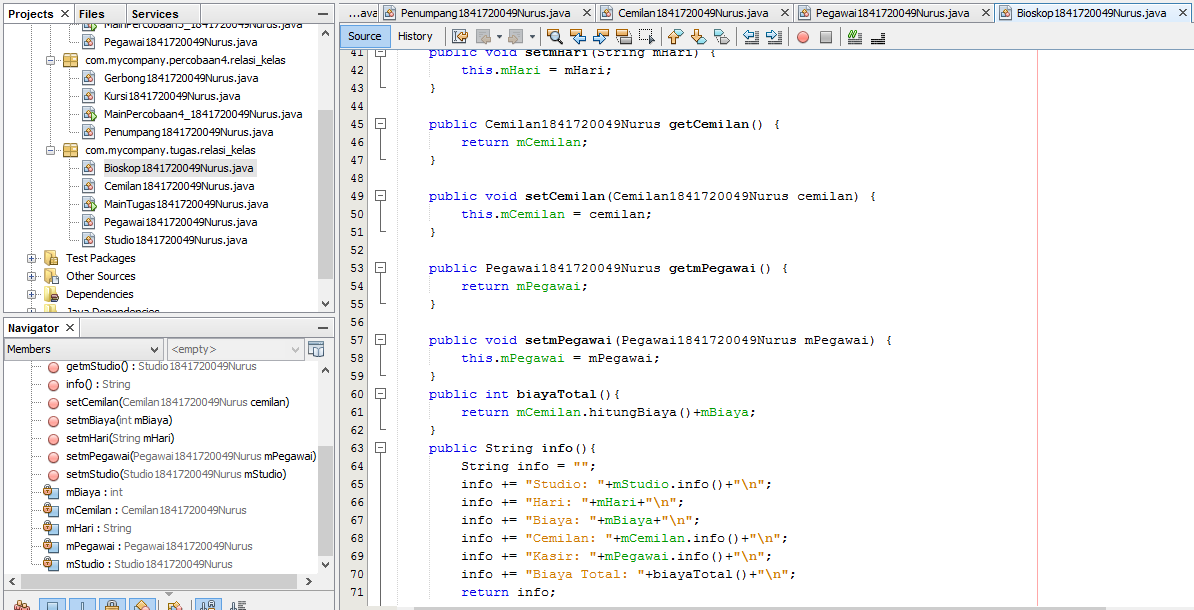 Projects
Files
Services
MainPercobaan3_1841720049Nurus.java
Pegawai1841720049Nurus.java
com.mycompany.percobaan4.relasi_kelas
Gerbong1841720049Nurus.java
Kursi1841720049Nurus.java
MainPercobaan4_1841720049Nurus.java
Penumpang1841720049Nurus.java
com.mycompany.tugas.relasi_kelas
Bioskop1841720049Nurus.java
Cemilan1841720049Nurus.java
MainTugas1841720049Nurus.java
Pegawai1841720049Nurus.java
Studio1841720049Nurus.java
Test Packages
Other Sources
Dependencies
Java Dependencies
Navigator
Members
<empty>
getmStudio() : Studio1841720049Nurus
info() : String
setCemilan(Cemilan1841720049Nurus cemilan)
setmBiaya(int mBiaya)
setmHari(String mHari)
setmPegawai(Pegawai1841720049Nurus mPegawai)
setmStudio(Studio1841720049Nurus mStudio)
mBiaya : int
mCemilan : Cemilan1841720049Nurus
mHari : String
mPegawai : Pegawai1841720049Nurus
mStudio : Studio1841720049Nurus
...ava
Penumpang1841720049Nurus.java
Cemilan1841720049Nurus.java
Pegawai1841720049Nurus.java
Bioskop1841720049Nurus.java
Source
History
41 public void setmHari(String mHari) {
42 this.mHari = mHari;
43 }
44
45 public Cemilan1841720049Nurus getCemilan() {
46 return mCemilan;
47 }
48
49 public void setCemilan(Cemilan1841720049Nurus cemilan) {
50 this.mCemilan = cemilan;
51 }
52
53 public Pegawai1841720049Nurus getmPegawai() {
54 return mPegawai;
55 }
56
57 public void setmPegawai(Pegawai1841720049Nurus mPegawai) {
58 this.mPegawai = mPegawai;
59 }
60 public int biayaTotal(){
61 return mCemilan.hitungBiaya()+mBiaya;
62 }
63 public String info(){
64 String info = "";
65 info += "Studio: "+mStudio.info()+"\n";
66 info += "Hari: "+mHari+"\n";
67 info += "Biaya: "+mBiaya+"\n";
68 info += "Cemilan: "+mCemilan.info()+"\n";
69 info += "Kasir: "+mPegawai.info()+"\n";
70 info += "Biaya Total: "+biayaTotal()+"\n";
71 return info;